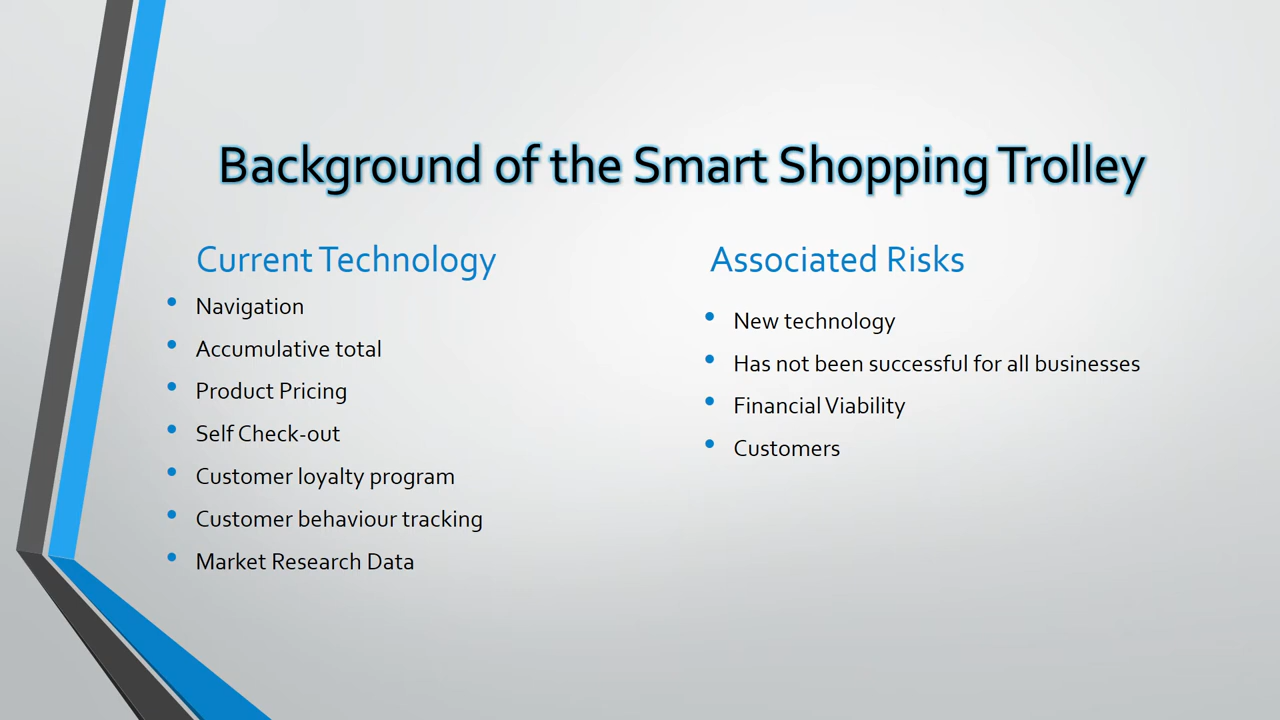 Background of the Smart Shopping Trolley
Current Technology
Navigation
Accumulative total
Product Pricing
Self Check-out
Customer loyalty program
Customer behaviour tracking
Market Research Data
Associated Risks
New technology
Has not been successful for all businesses
Financial Viability
Customers